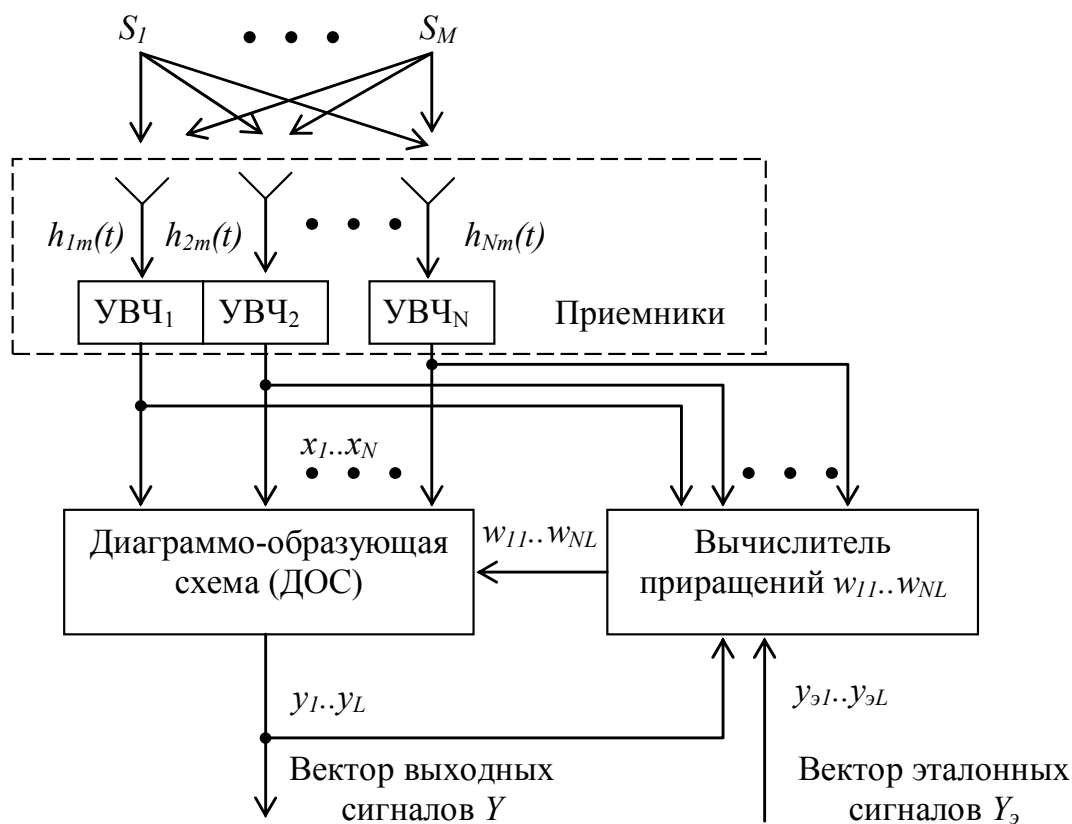 S1 • • • SM
h1m(t) h2m(t) • • • hNm(t)
УВЧ1 УВЧ2 УВЧN Приемники
x1..xN
• • • • • •
Диаграммо-образующая
схема (ДОС)
w11..wNL
Вычислитель
приращений w11..wNL
y1..yL
yэ1..yэL
Вектор выходных
сигналов Y
Вектор эталонных
сигналов Yэ